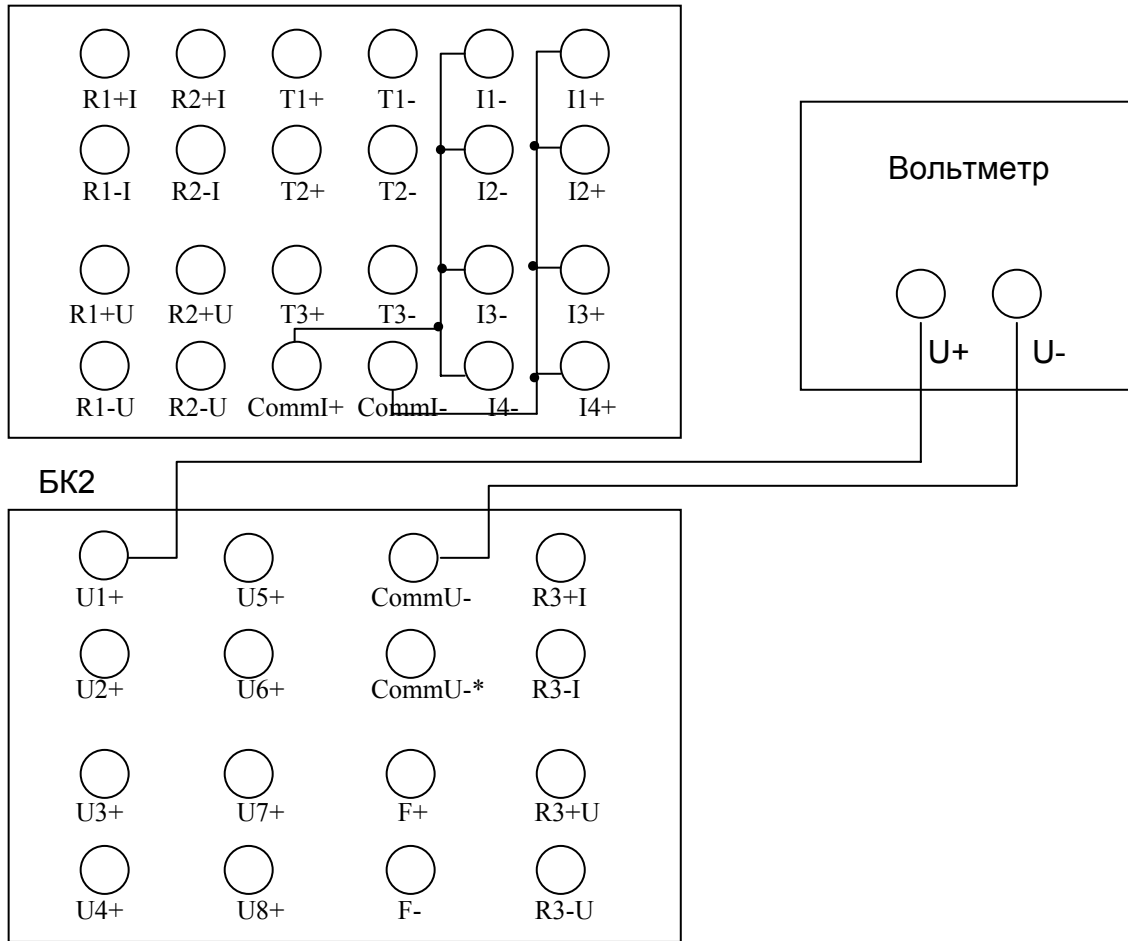 R1+I R2+I T1+ T1- I1- I1+
R1-I R2-I T2+ T2- I2- I2+
R1+U R2+U T3+ T3- I3- I3+
R1-U R2-U CommI+ CommI- I4- I4+
Вольтметр
U+ U-
БК2
U1+ U5+ CommU- R3+I
U2+ U6+ CommU-* R3-I
U3+ U7+ F+ R3+U
U4+ U8+ F- R3-U